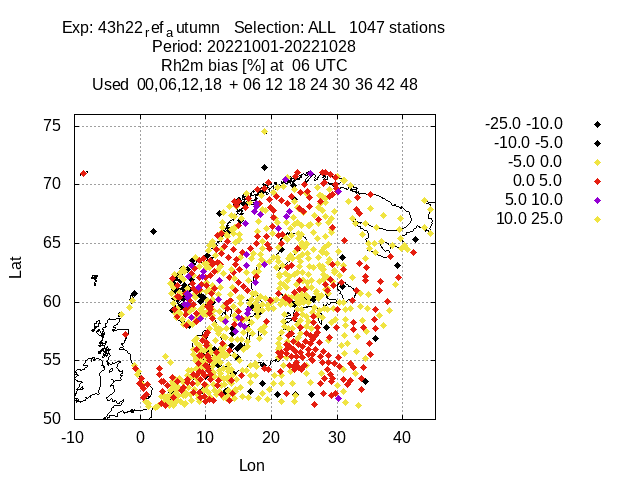 Exp: 43h22refautumn Selection: ALL 1047 stations
Period: 20221001-20221028
Rh2m bias [%] at 06 UTC
Used 00,06,12,18 + 06 12 18 24 30 36 42 48
-25.0 -10.0
-10.0 -5.0
-5.0 0.0
0.0 5.0
5.0 10.0
10.0 25.0
75
70
65
60
55
50
Lat
-10 0 10 20 30 40
Lon